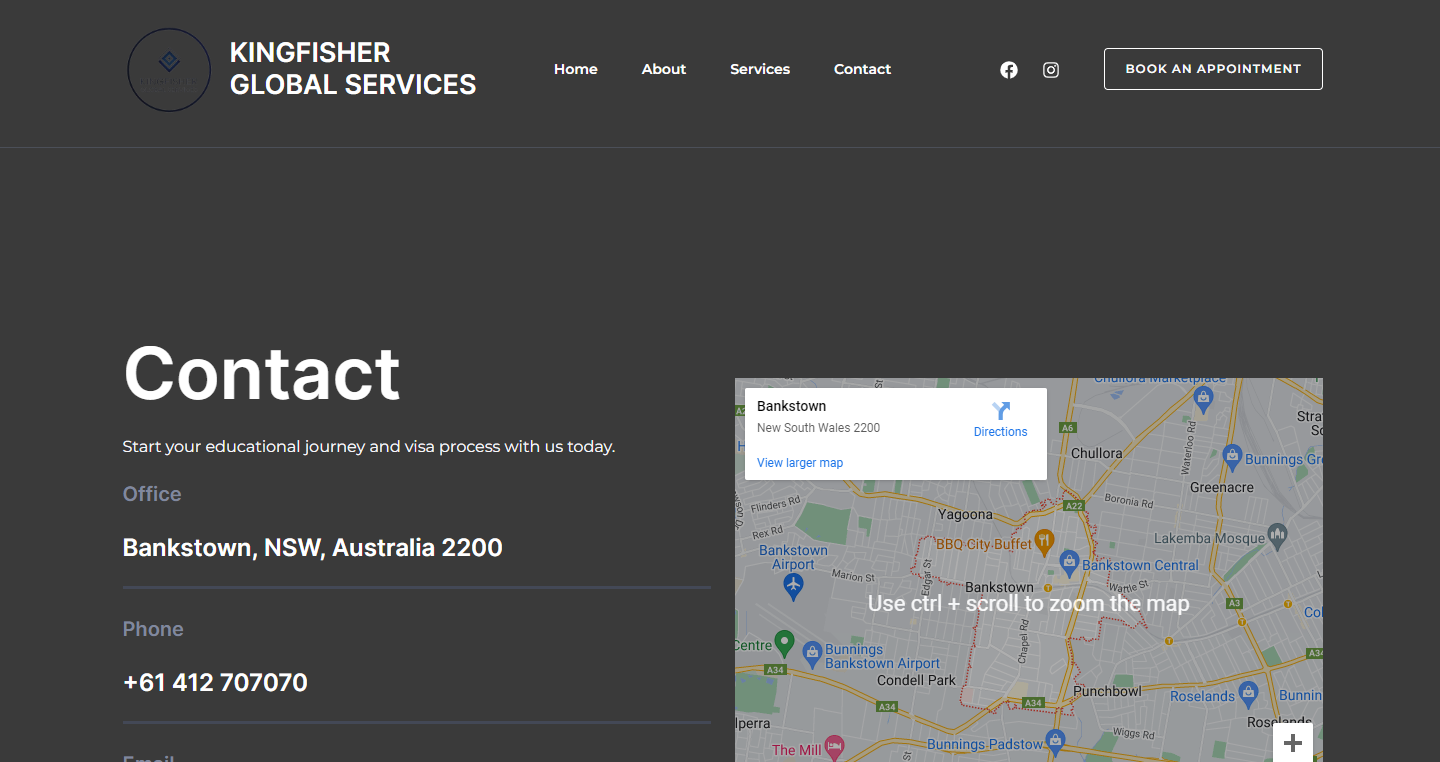 KINGFISHER
GLOBAL SERVICES
Home
About
Services
Contact
BOOK AN APPOINTMENT
Contact
Start your educational journey and visa process with us today.
Office
Bankstown, NSW, Australia 2200
Phone
+61 412 707070
Email
Bankstown
New South Wales 2200
Directions
View larger map
Chullora Marketplace
A6
Chullora
Waterloo Rd
Bunnings Gre
Greenacre
Flinders Rd
Rex Rd
Yagoona
A22
Boronia Rd
BBQ City Buffet
Lakemba Mosque
Bankstown
Airport
Marion St
Edgar St
Bankstown Central
Bankstown
Wattle St
Use ctrl + scroll to zoom the map
A3
Chapel Rd
Centre
Bunnings
Bankstown Airport
A34
A34
Condell Park
Punchbowl
Roselands
Bunnin
A34
A34
lperra
Roselands
Wiggs Rd
The Mill
Bunnings Padstow